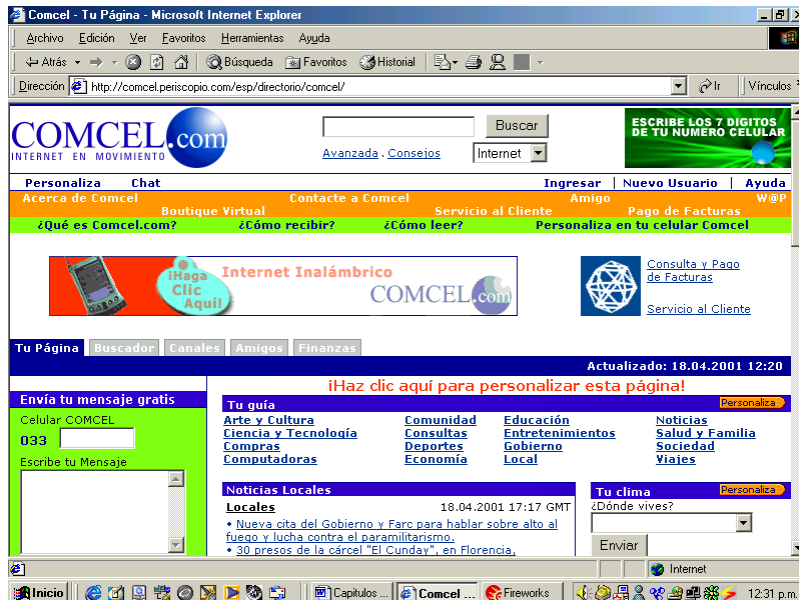 Comcel - Tu Página - Microsoft Internet Explorer
Archivo Edición Ver Favoritos Herramientas Ayuda
Atrás Búsqueda Favoritos Historial
Dirección http://comcel.periscopio.com/esp/directorio/comcel/ Ir Vínculos
COMCEL.com
INTERNET EN MOVIMIENTO
Buscar
Avanzada . Consejos Internet
ESCRIBE LOS 7 DIGITOS
DE TU NUMERO CELULAR
Personaliza Chat Ingresar | Nuevo Usuario | Ayuda
Acerca de Comcel Contacte a Comcel Amigo W@P
Boutique Virtual Servicio al Cliente Pago de Facturas
¿Qué es Comcel.com? ¿Cómo recibir? ¿Cómo leer? Personaliza en tu celular Comcel
¡Haga
Clic
Aquí!
Internet Inalámbrico
COMCEL.com
Consulta y Pago
de Facturas
Servicio al Cliente
Tu Página Buscador Canales Amigos Finanzas
Actualizado: 18.04.2001 12:20
¡Haz clic aquí para personalizar esta página!
Envía tu mensaje gratis
Celular COMCEL
033
Escribe tu Mensaje
Tu guía Personaliza
Arte y Cultura Comunidad Educación Noticias
Ciencia y Tecnología Consultas Entretenimientos Salud y Familia
Compras Deportes Gobierno Sociedad
Computadoras Economía Local Viajes
Noticias Locales
Locales 18.04.2001 17:17 GMT
• Nueva cita del Gobierno y Farc para hablar sobre alto al
fuego y lucha contra el paramilitarismo.
• 30 presos de la cárcel "El Cunday", en Florencia,
Tu clima Personaliza
¿Dónde vives?
Enviar
Internet
Inicio Capitulos ... Comcel ... Fireworks 12:31 p.m.